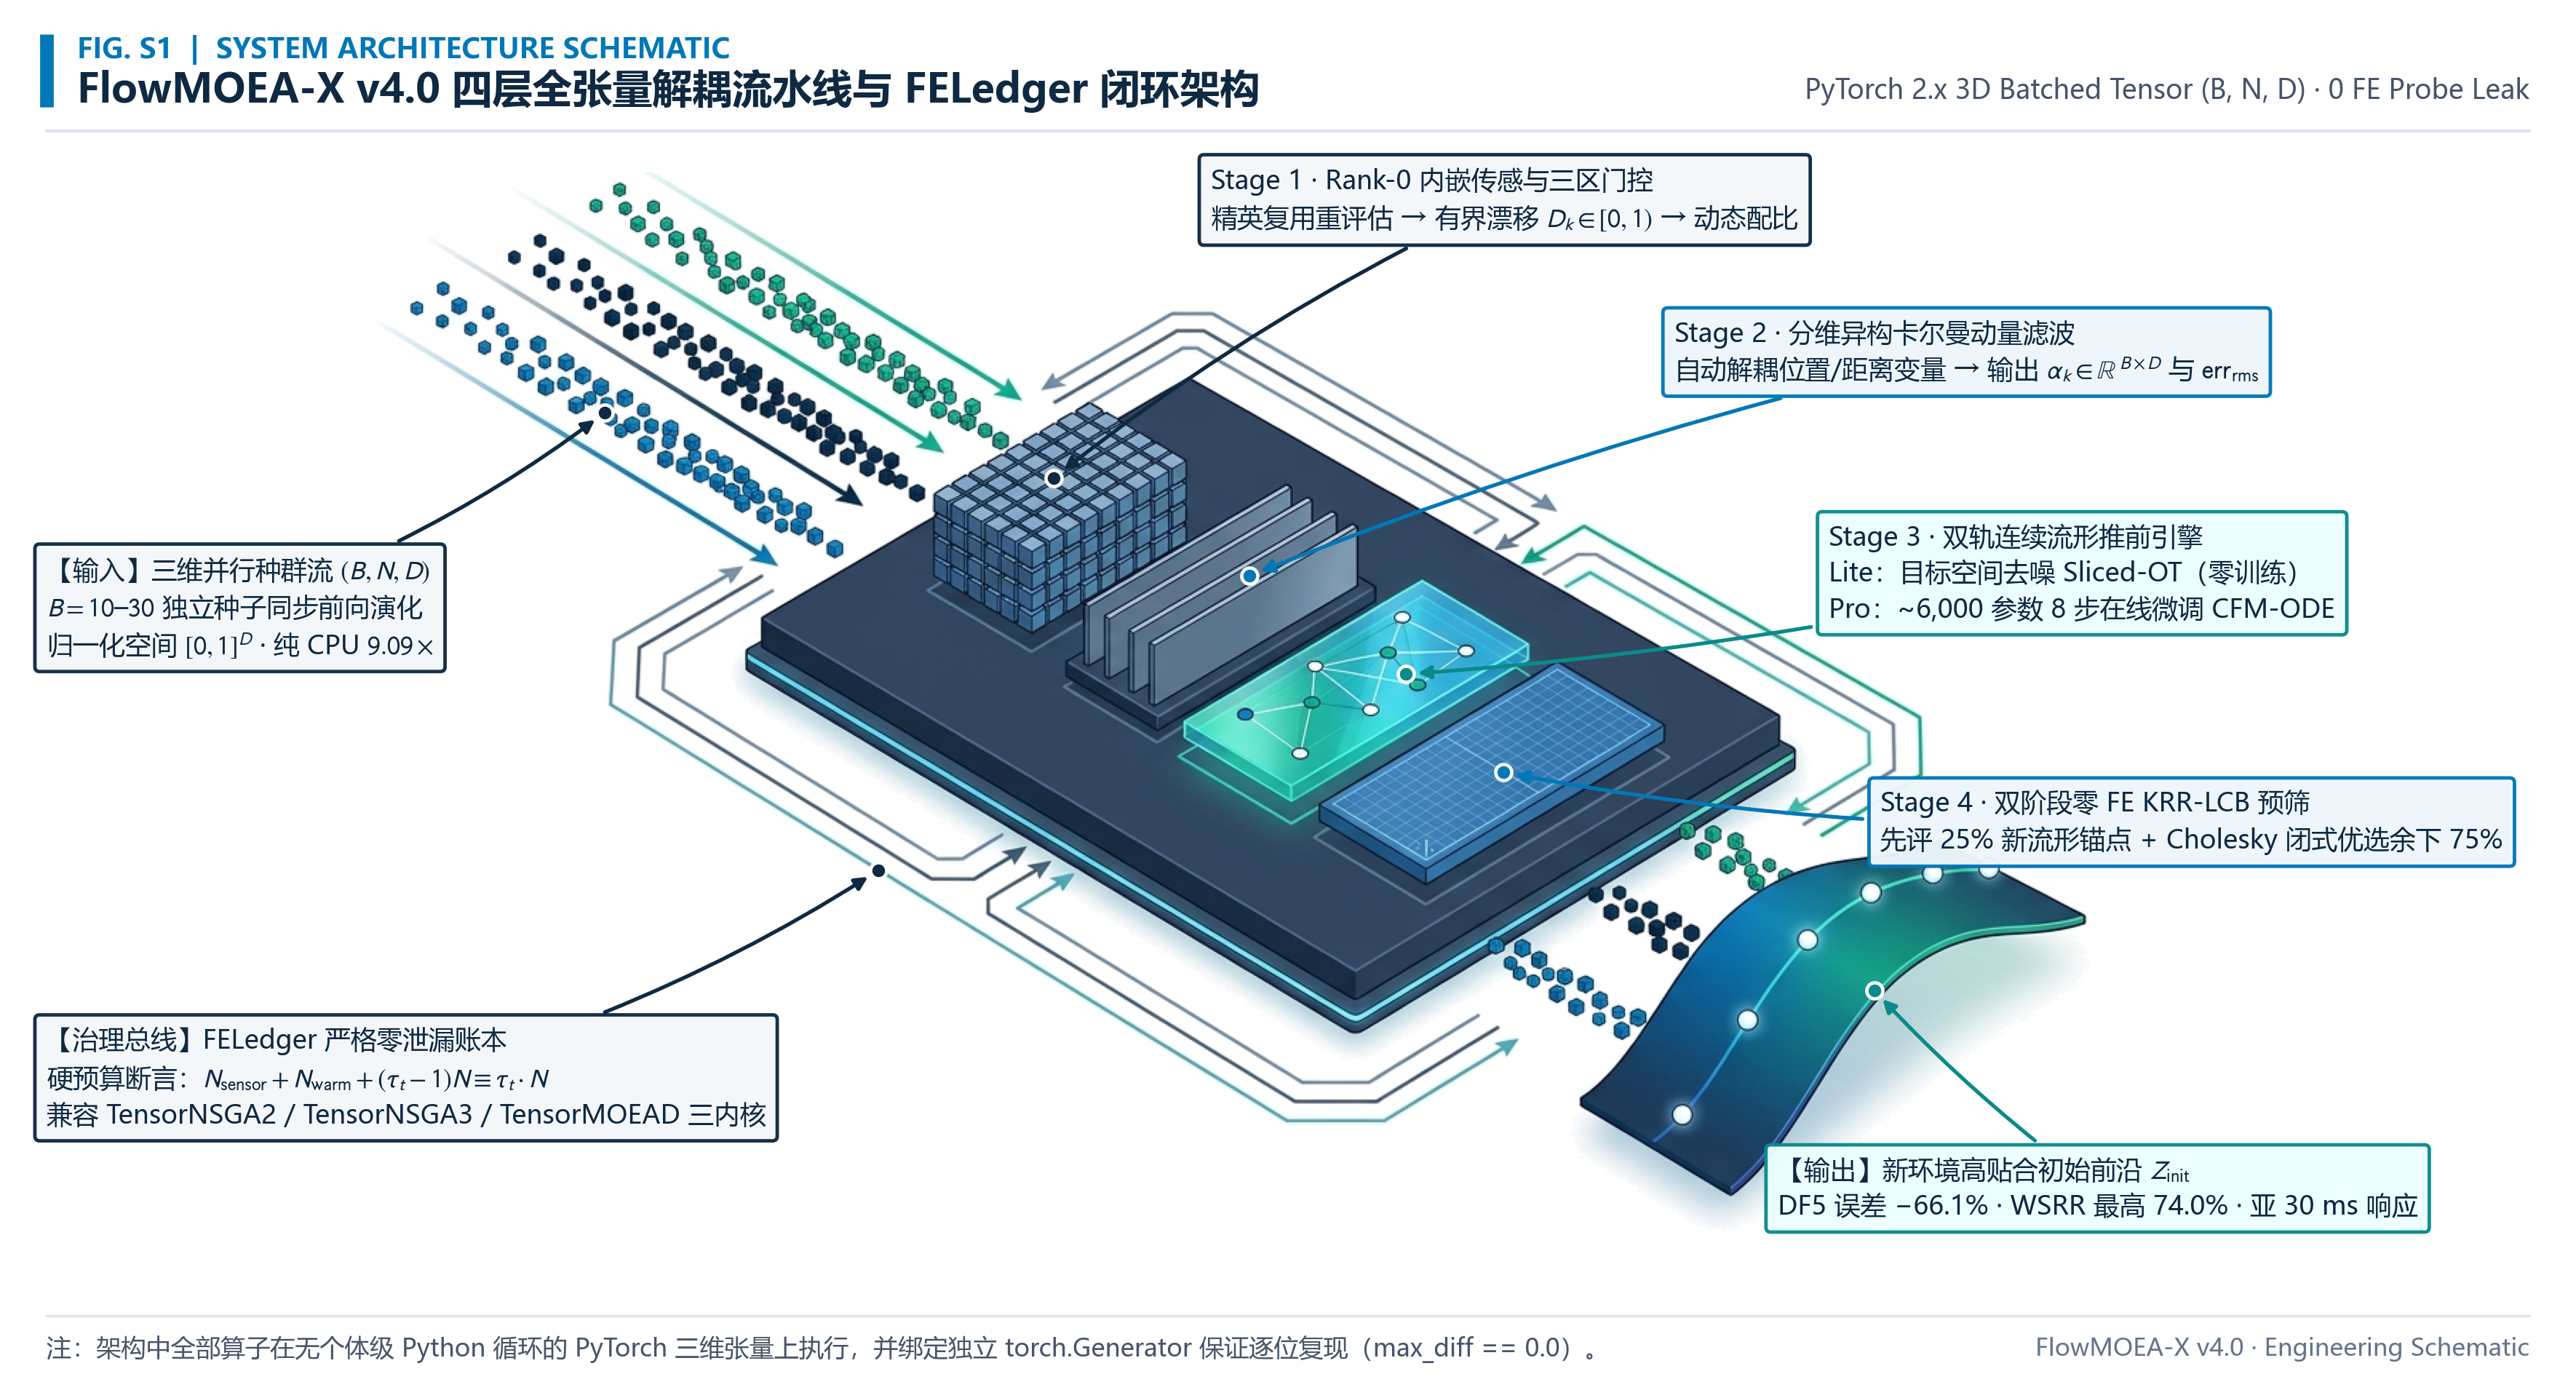 FIG. S1 | SYSTEM ARCHITECTURE SCHEMATIC
FlowMOEA-X v4.0 四层全张量解耦流水线与 FELedger 闭环架构
PyTorch 2.x 3D Batched Tensor (B, N, D) · 0 FE Probe Leak
Stage 1 · Rank-0 内嵌传感与三区门控
精英复用重评估 → 有界漂移 Dₖ∈[0, 1) → 动态配比
Stage 2 · 分维异构卡尔曼动量滤波
自动解耦位置/距离变量 → 输出 αₖ∈ℝ^{B×D} 与 err_{rms}
Stage 3 · 双轨连续流形推前引擎
Lite：目标空间去噪 Sliced-OT（零训练）
Pro：~6,000 参数 8 步在线微调 CFM-ODE
【输入】三维并行种群流 (B, N, D)
B=10–30 独立种子同步前向演化
归一化空间 [0, 1]^D · 纯 CPU 9.09×
Stage 4 · 双阶段零 FE KRR-LCB 预筛
先评 25% 新流形锚点 + Cholesky 闭式优选余下 75%
【治理总线】FELedger 严格零泄漏账本
硬预算断言：N_{sensor} + N_{warm} + (τ_t − 1)N ≡ τ_t · N
兼容 TensorNSGA2 / TensorNSGA3 / TensorMOEAD 三内核
【输出】新环境高贴合初始前沿 Z_{init}
DF5 误差 −66.1% · WSRR 最高 74.0% · 亚 30 ms 响应
注：架构中全部算子在无个体级 Python 循环的 PyTorch 三维张量上执行，并绑定独立 torch.Generator 保证逐位复现（max_diff == 0.0）。
FlowMOEA-X v4.0 · Engineering Schematic